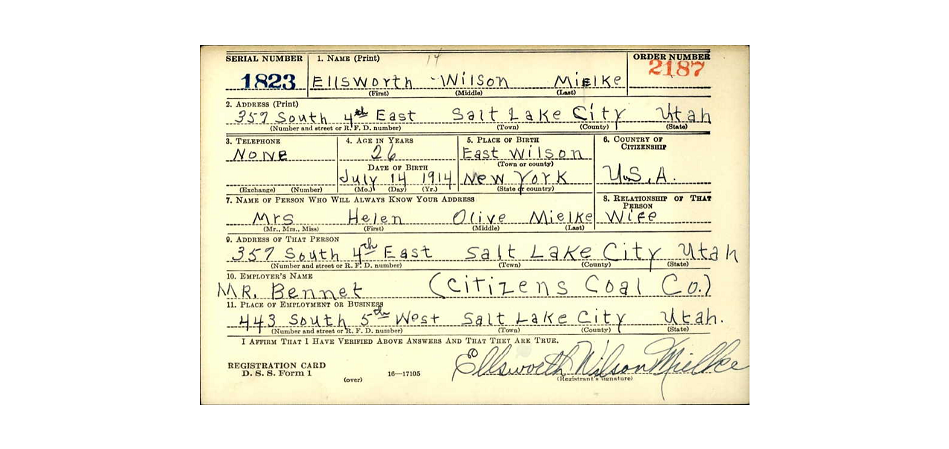 14
SERIAL NUMBER 1. NAME (Print) ORDER NUMBER
1823 Ellsworth Wilson Mielke 2187
(First) (Middle) (Last)
2. ADDRESS (Print)
357 South 4th East Salt Lake City Utah
(Number and street or R. F. D. number) (Town) (County) (State)
3. TELEPHONE 4. AGE IN YEARS 5. PLACE OF BIRTH 6. COUNTRY OF CITIZENSHIP
None 26 East Wilson
DATE OF BIRTH (Town or county)
July 14 1914 New York U.S.A.
(Exchange) (Number) (Mo.) (Day) (Yr.) (State or country)
7. NAME OF PERSON WHO WILL ALWAYS KNOW YOUR ADDRESS 8. RELATIONSHIP OF THAT PERSON
Mrs Helen Olive Mielke Wife
(Mr., Mrs., Miss) (First) (Middle) (Last)
9. ADDRESS OF THAT PERSON
357 South 4th East Salt Lake City Utah
(Number and street or R. F. D. number) (Town) (County) (State)
10. EMPLOYER'S NAME
Mr. Bennet (Citizens Coal Co.)
11. PLACE OF EMPLOYMENT OR BUSINESS
443 South 5th West Salt Lake City Utah.
(Number and street or R. F. D. number) (Town) (County) (State)
I AFFIRM THAT I HAVE VERIFIED ABOVE ANSWERS AND THAT THEY ARE TRUE.
REGISTRATION CARD Ellsworth Wilson Mielke
D. S. S. Form 1 (over) 16—17105 (Registrant's signature)